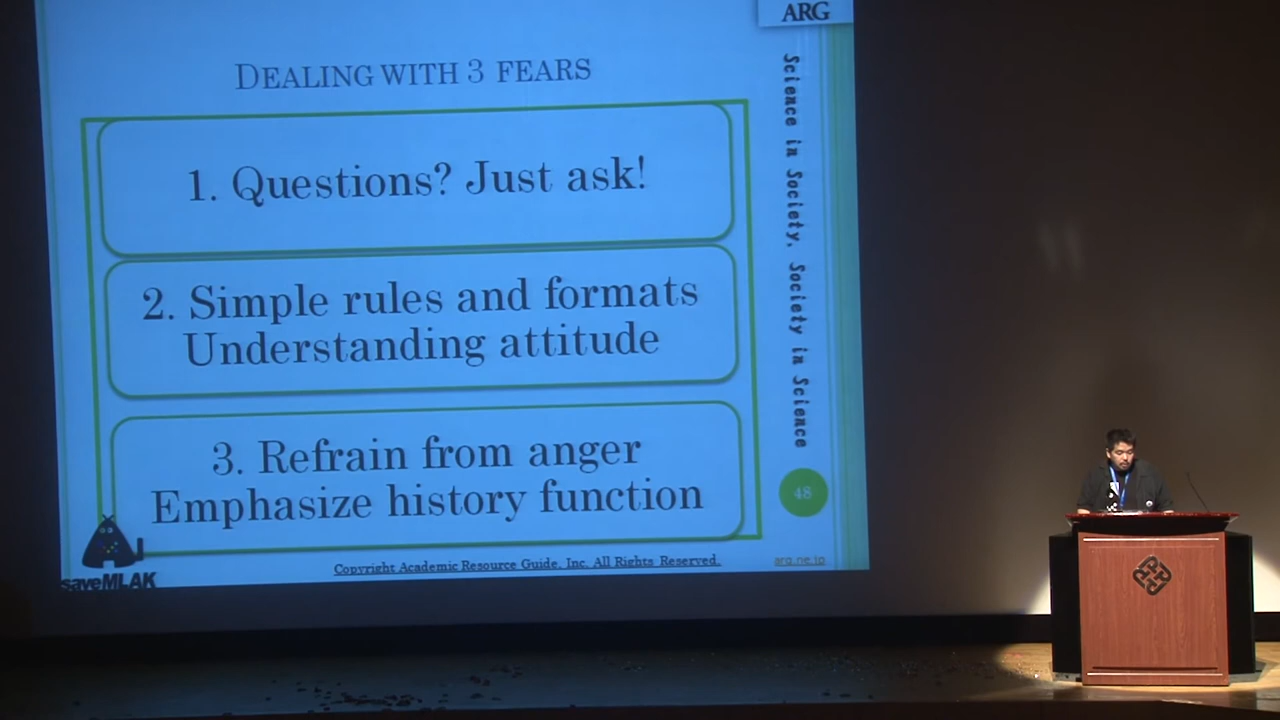 ARG
DEALING WITH 3 FEARS
1. Questions? Just ask!
2. Simple rules and formats
Understanding attitude
3. Refrain from anger
Emphasize history function
Science in Society, Society in Science
48
saveMLAK
Copyright Academic Resource Guide, Inc. All Rights Reserved.
arg.ne.jp